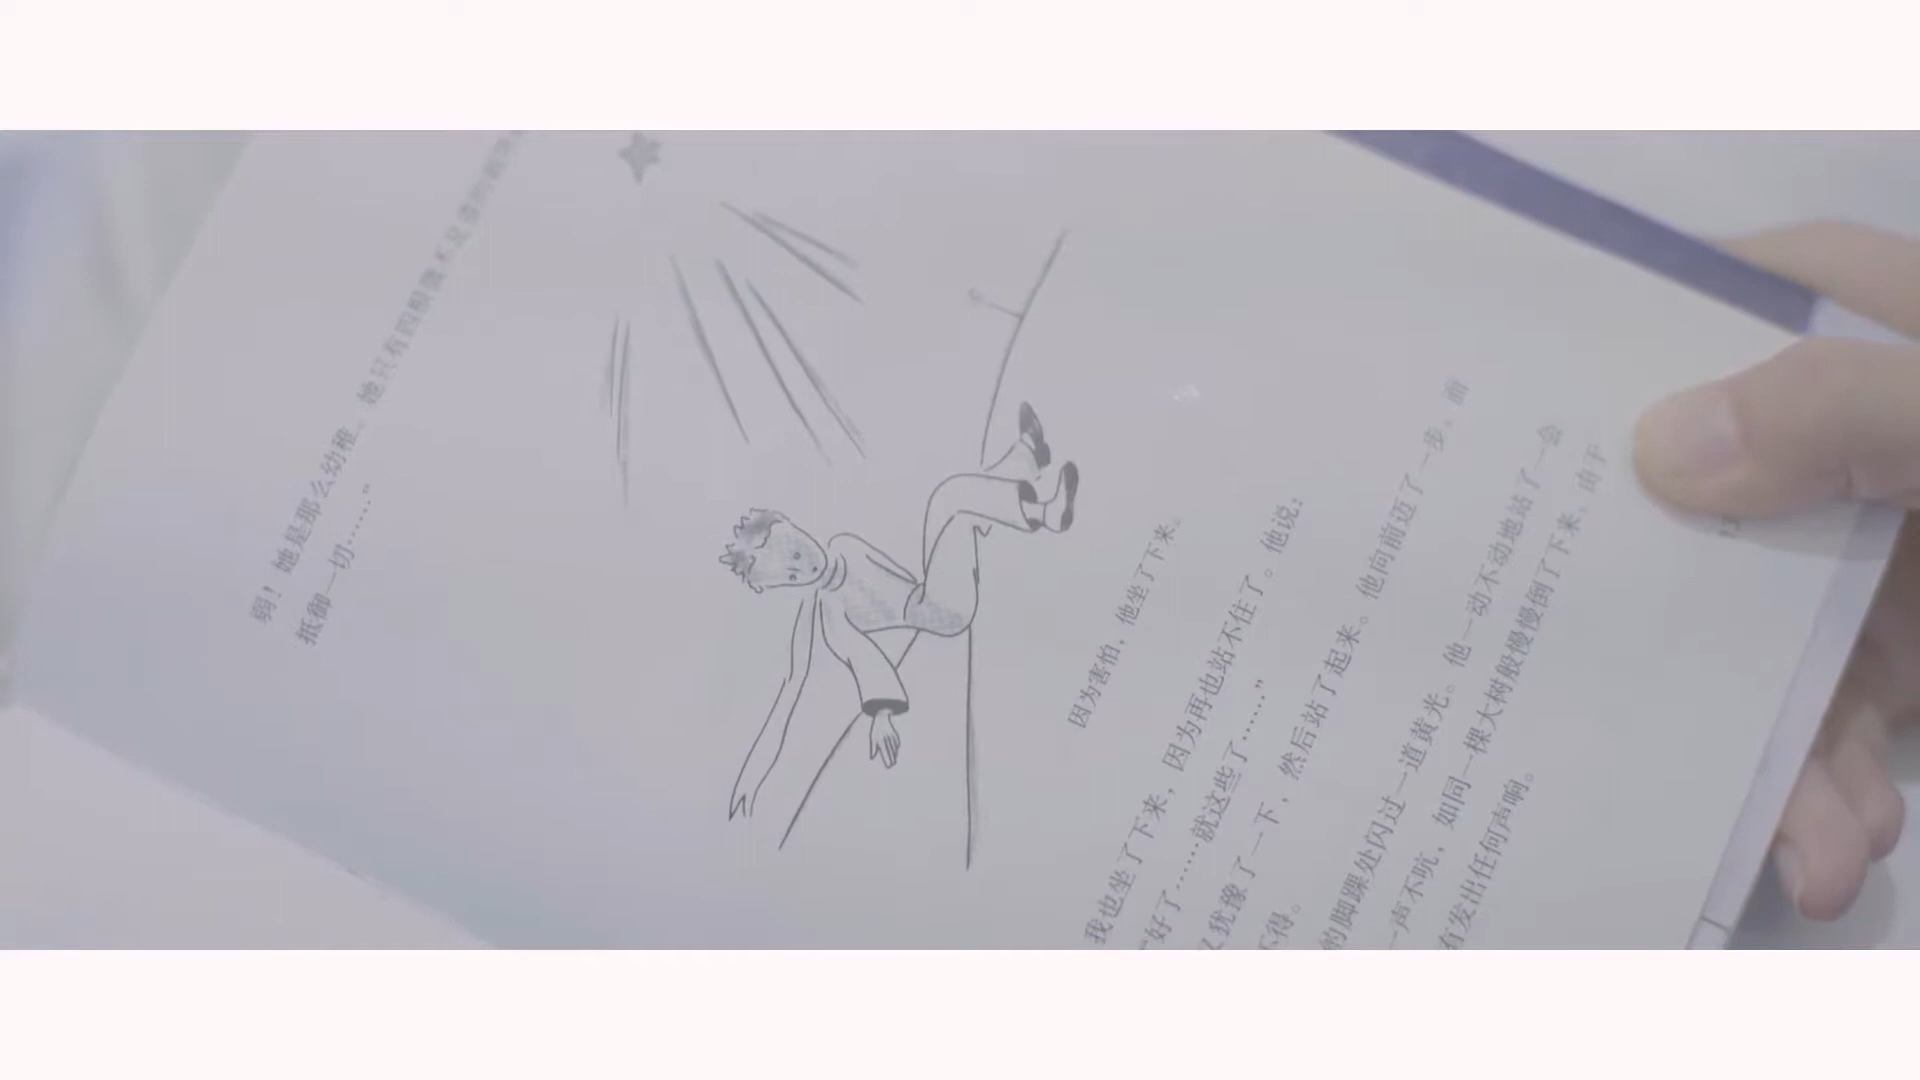 弱！她是那么幼稚。她只有四根微不足道的
抵御一切……”
因为害怕，他坐了下来。
我也坐了下来，因为再也站不住了。他说：
“好了……就这些了……”
又犹豫了一下，然后站了起来。他向前迈了一步。而
不得。
的脚踝处闪过一道黄光。他一动不动地站了一会
一声不吭，如同一棵大树般慢慢倒了下来。由于
有发出任何声响。